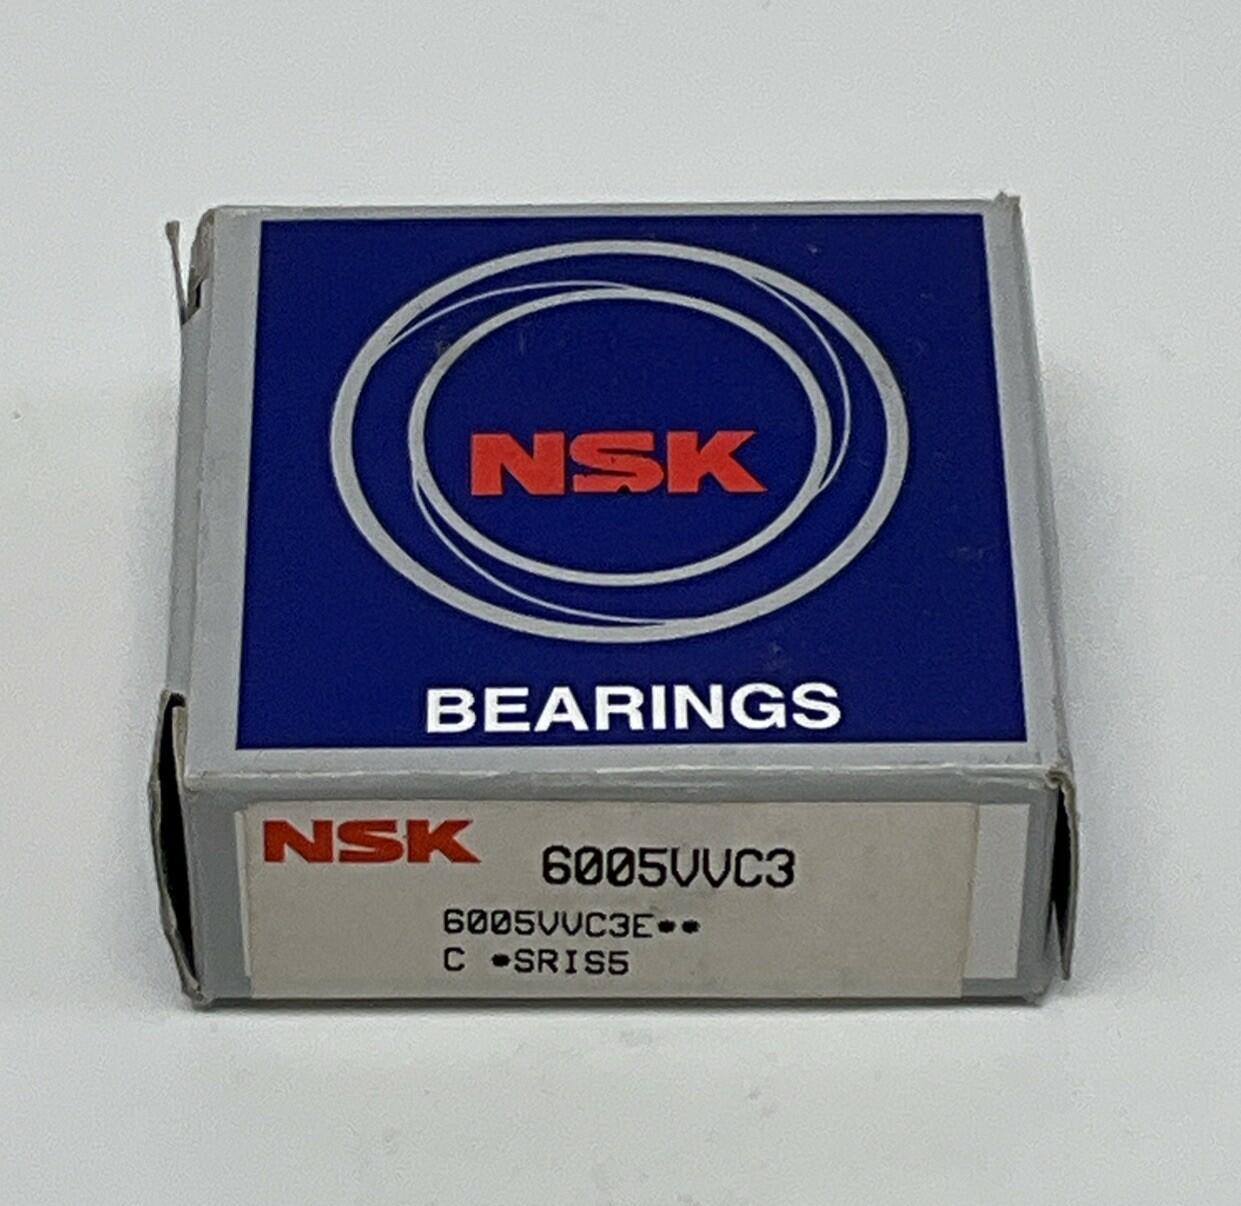 NSK
BEARINGS
NSK 6005VVC3
6005VVC3E**
C *SRIS5